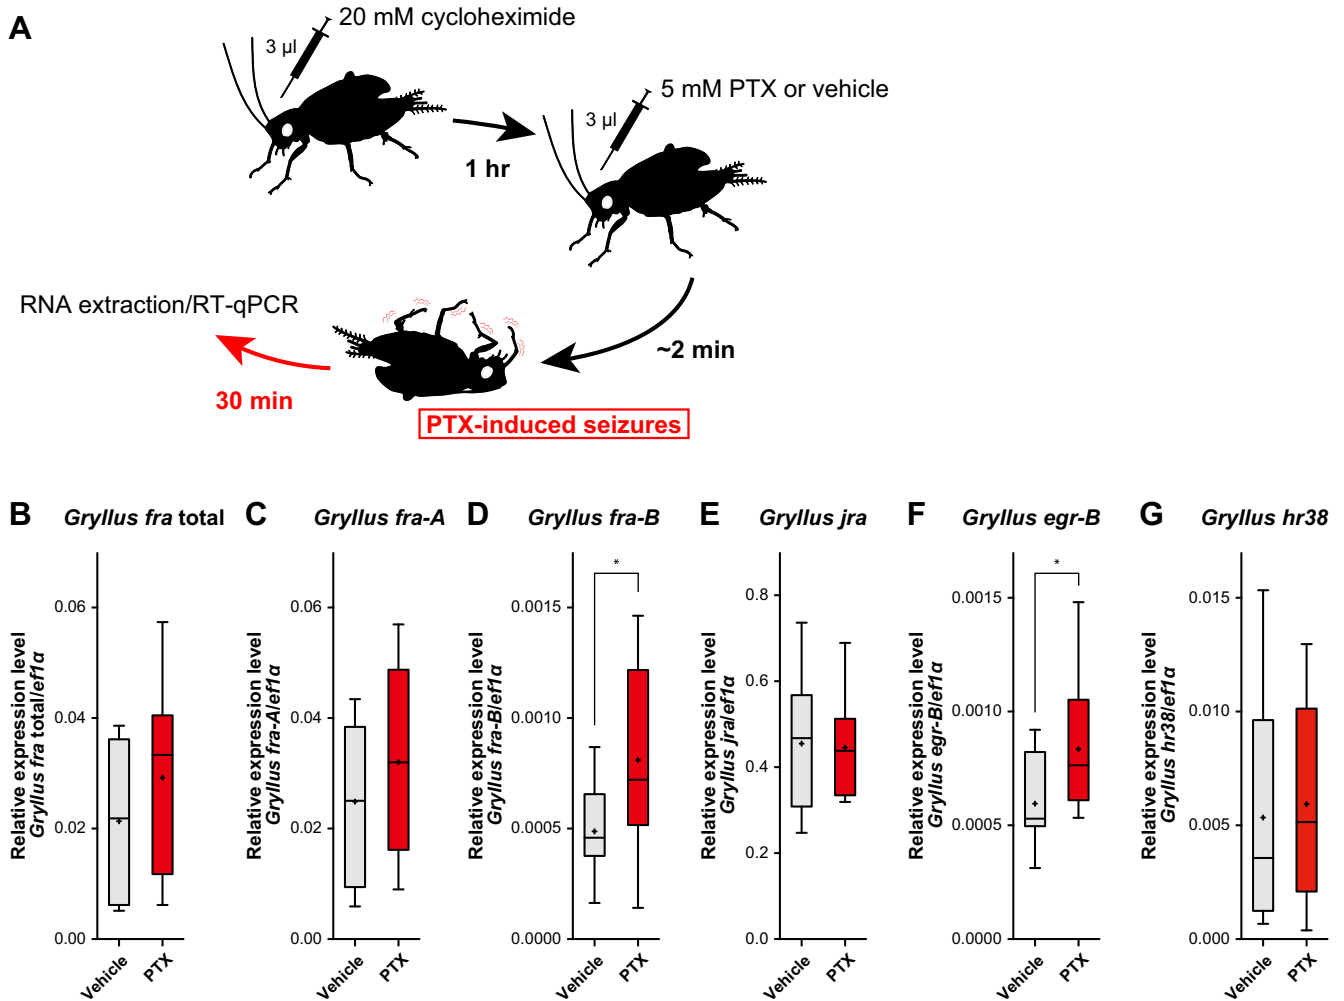 A
20 mM cycloheximide
3 µl
5 mM PTX or vehicle
3 µl
1 hr
RNA extraction/RT-qPCR
~2 min
30 min
PTX-induced seizures
B
Gryllus fra total
Relative expression level
Gryllus fra total/ef1α
0.06
0.04
0.02
0.00
Vehicle
PTX
C
Gryllus fra-A
Relative expression level
Gryllus fra-A/ef1α
0.06
0.04
0.02
0.00
Vehicle
PTX
D
Gryllus fra-B
Relative expression level
Gryllus fra-B/ef1α
0.0015
0.0010
0.0005
0.0000
*
Vehicle
PTX
E
Gryllus jra
Relative expression level
Gryllus jra/ef1α
0.8
0.6
0.4
0.2
0.0
Vehicle
PTX
F
Gryllus egr-B
Relative expression level
Gryllus egr-B/ef1α
0.0015
0.0010
0.0005
0.0000
*
Vehicle
PTX
G
Gryllus hr38
Relative expression level
Gryllus hr38/ef1α
0.015
0.010
0.005
0.000
Vehicle
PTX